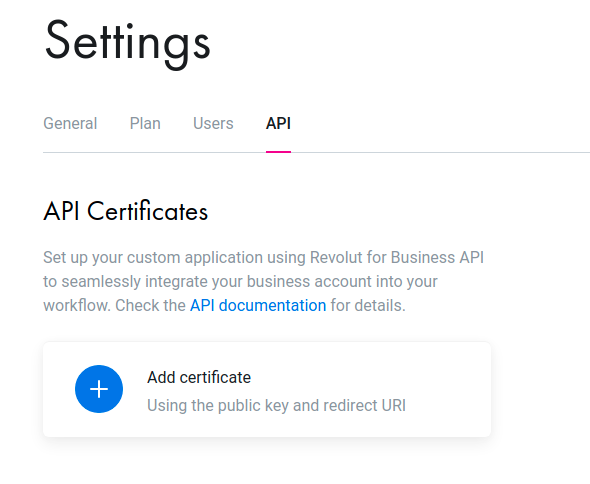 Settings
General Plan Users API
API Certificates
Set up your custom application using Revolut for Business API
to seamlessly integrate your business account into your
workflow. Check the API documentation for details.
Add certificate
Using the public key and redirect URI